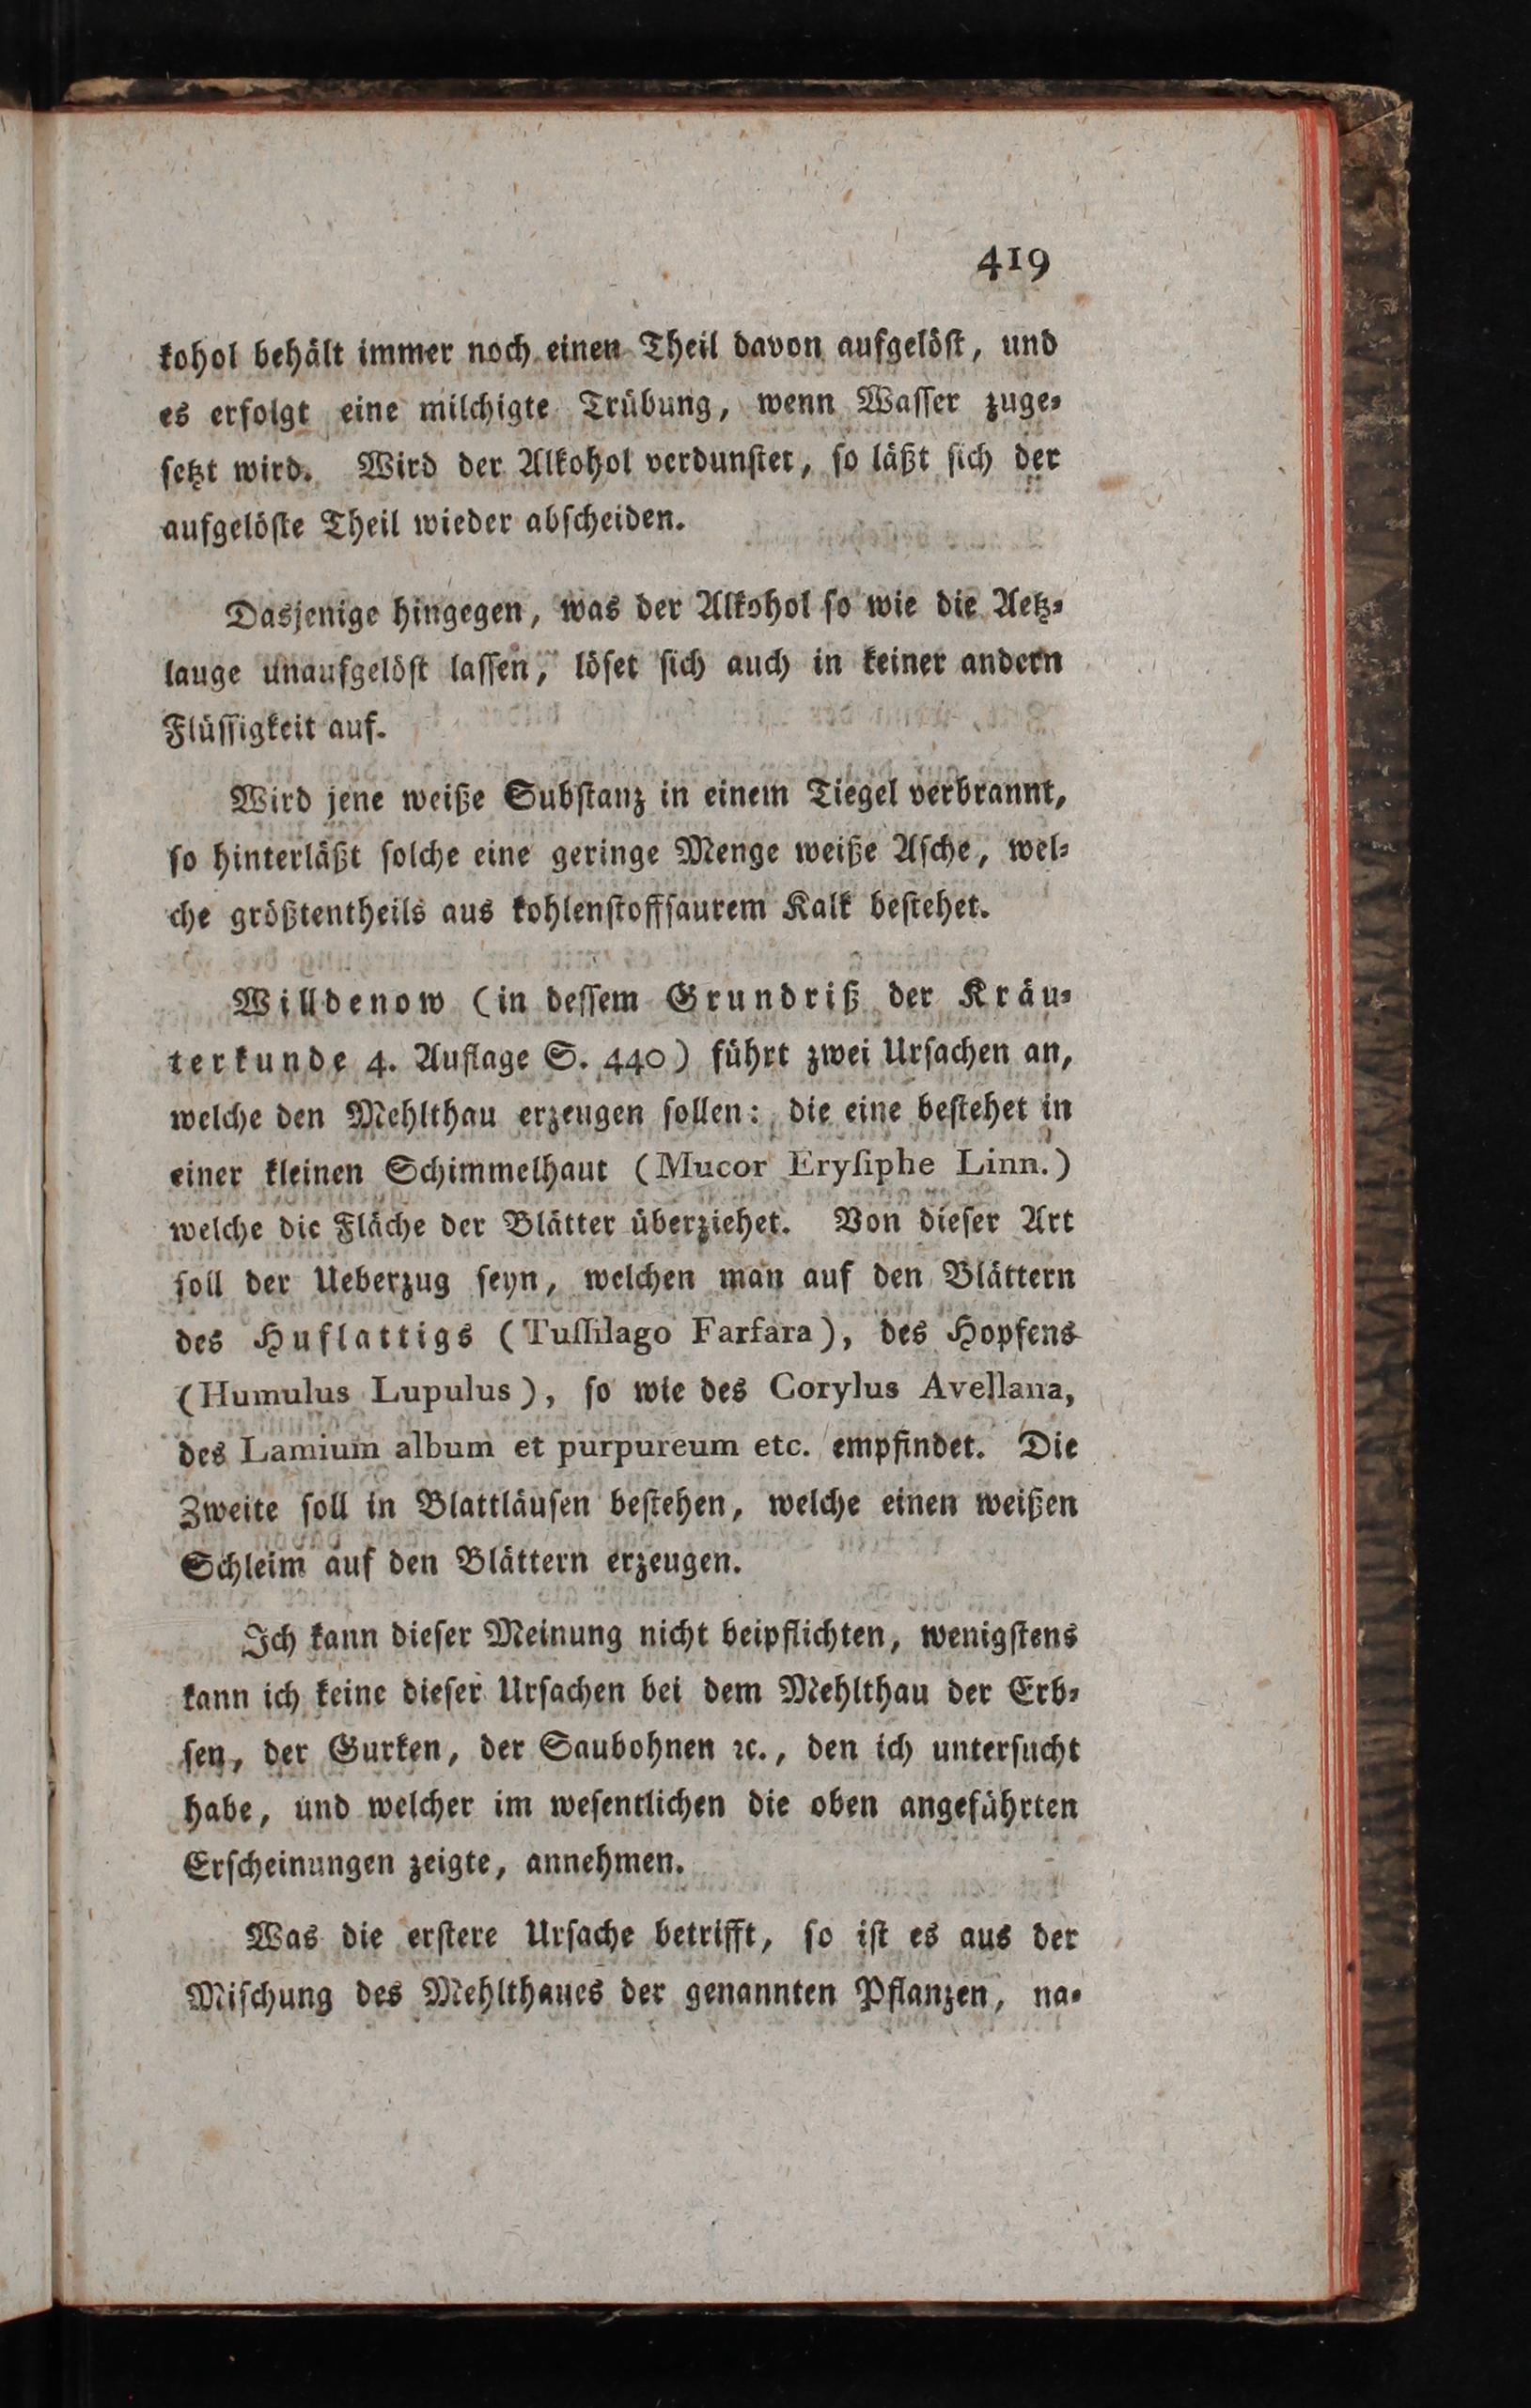 419
kohol behält immer noch einen Theil davon aufgelöſt, und
es erfolgt eine milchigte Trübung, wenn Waſſer zuge⸗
ſetzt wird. Wird der Alkohol verdunſtet, ſo läßt ſich der
aufgelöſte Theil wieder abſcheiden.
Dasjenige hingegen, was der Alkohol ſo wie die Aetz⸗
lauge unaufgelöſt laſſen, löſet ſich auch in keiner andern
Flüſſigkeit auf.
Wird jene weiße Subſtanz in einem Tiegel verbrannt,
ſo hinterläßt ſolche eine geringe Menge weiße Aſche, wel⸗
che größtentheils aus kohlenſtoffſaurem Kalk beſtehet.
Willdenow (in deſſem Grundriß der Kräu⸗
terkunde 4. Auflage S. 440) führt zwei Urſachen an,
welche den Mehlthau erzeugen ſollen: die eine beſtehet in
einer kleinen Schimmelhaut (Mucor Eryſiphe Linn.)
welche die Fläche der Blätter überziehet. Von dieſer Art
ſoll der Ueberzug ſeyn, welchen man auf den Blättern
des Huflattigs (Tuſſilago Farfara), des Hopfens
(Humulus Lupulus), ſo wie des Corylus Avellana,
des Lamium album et purpureum etc. empfindet. Die
Zweite ſoll in Blattläuſen beſtehen, welche einen weißen
Schleim auf den Blättern erzeugen.
Ich kann dieſer Meinung nicht beipflichten, wenigſtens
kann ich keine dieſer Urſachen bei dem Mehlthau der Erb⸗
ſen, der Gurken, der Saubohnen ꝛc., den ich unterſucht
habe, und welcher im weſentlichen die oben angeführten
Erſcheinungen zeigte, annehmen.
Was die erſtere Urſache betrifft, ſo iſt es aus der
Miſchung des Mehlthaues der genannten Pflanzen, na⸗